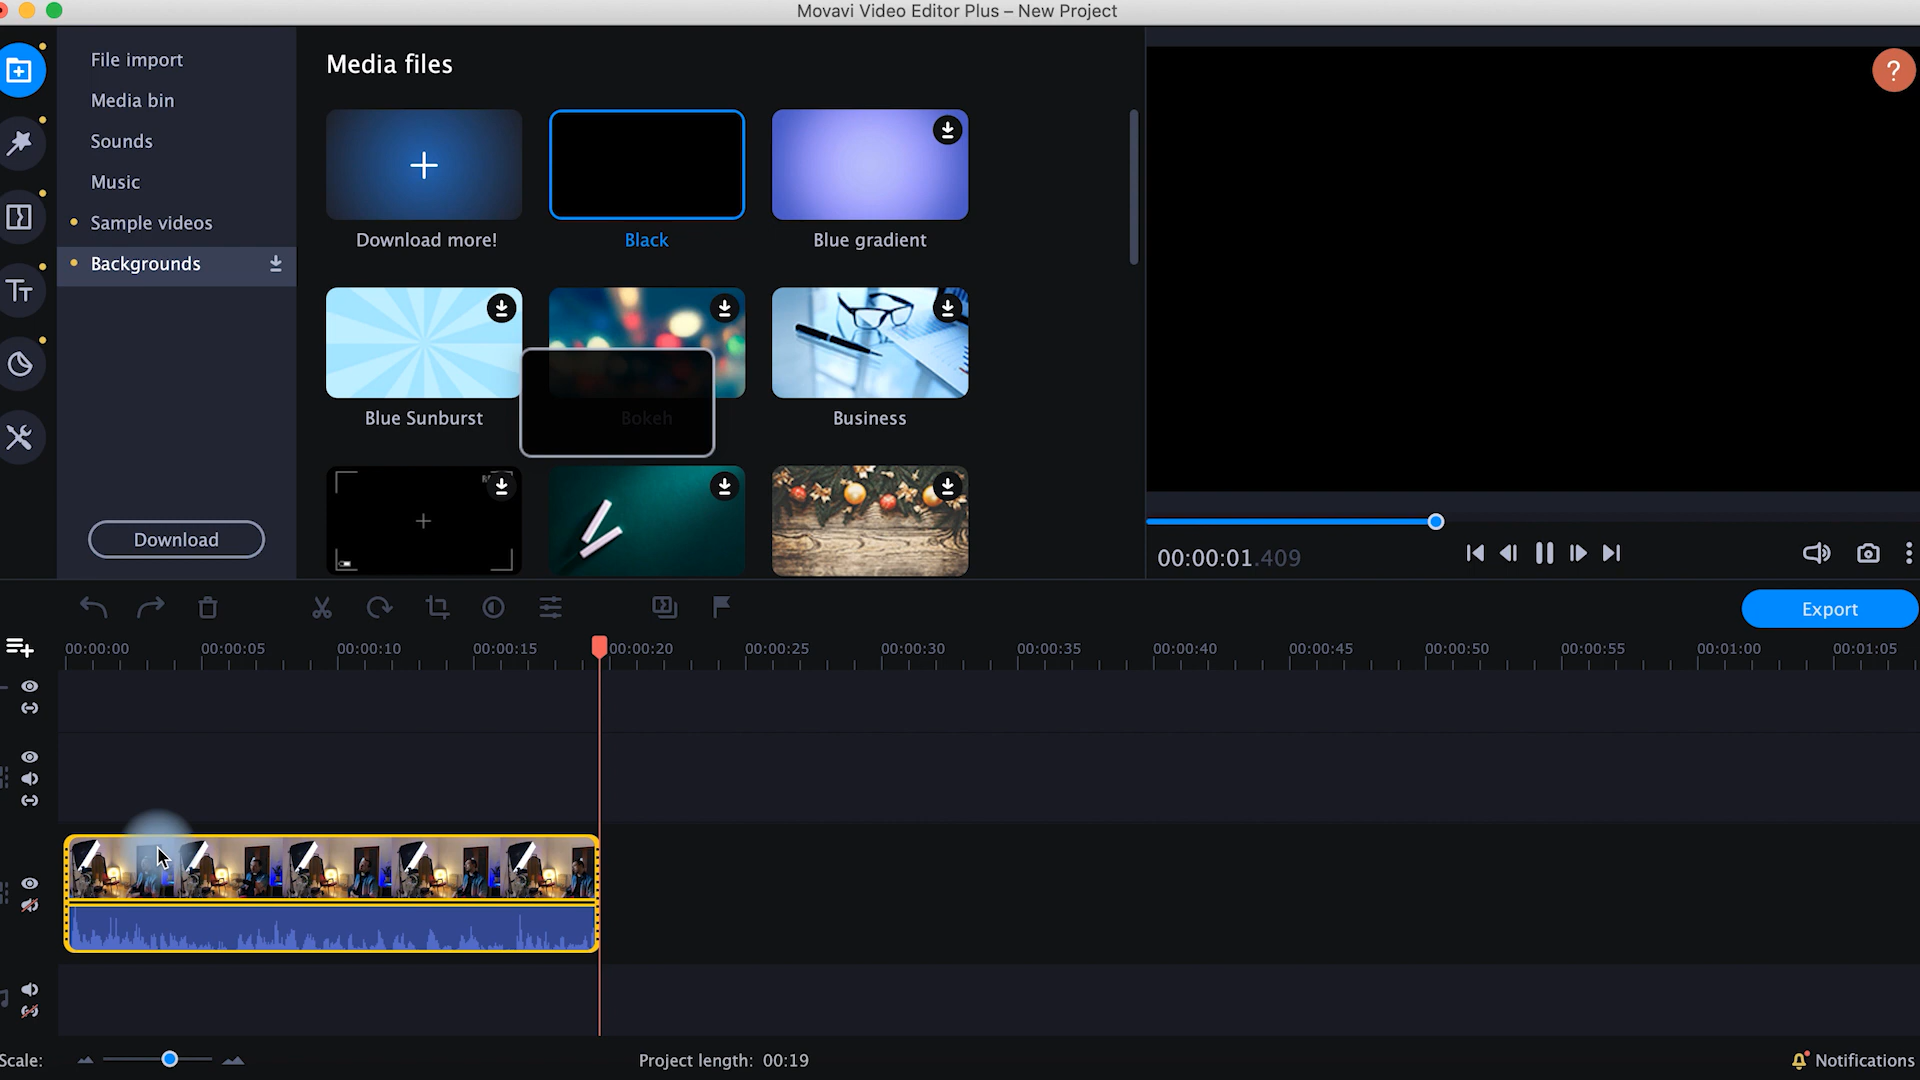 Movavi Video Editor Plus – New Project
File import
Media bin
Sounds
Music
Sample videos
Backgrounds
Download
Media files
Download more!
Black
Blue gradient
Blue Sunburst
Bokeh
Business
?
00:00:01.409
Export
00:00:00
00:00:05
00:00:10
00:00:15
00:00:20
00:00:25
00:00:30
00:00:35
00:00:40
00:00:45
00:00:50
00:00:55
00:01:00
00:01:05
Scale:
Project length: 00:19
Notifications